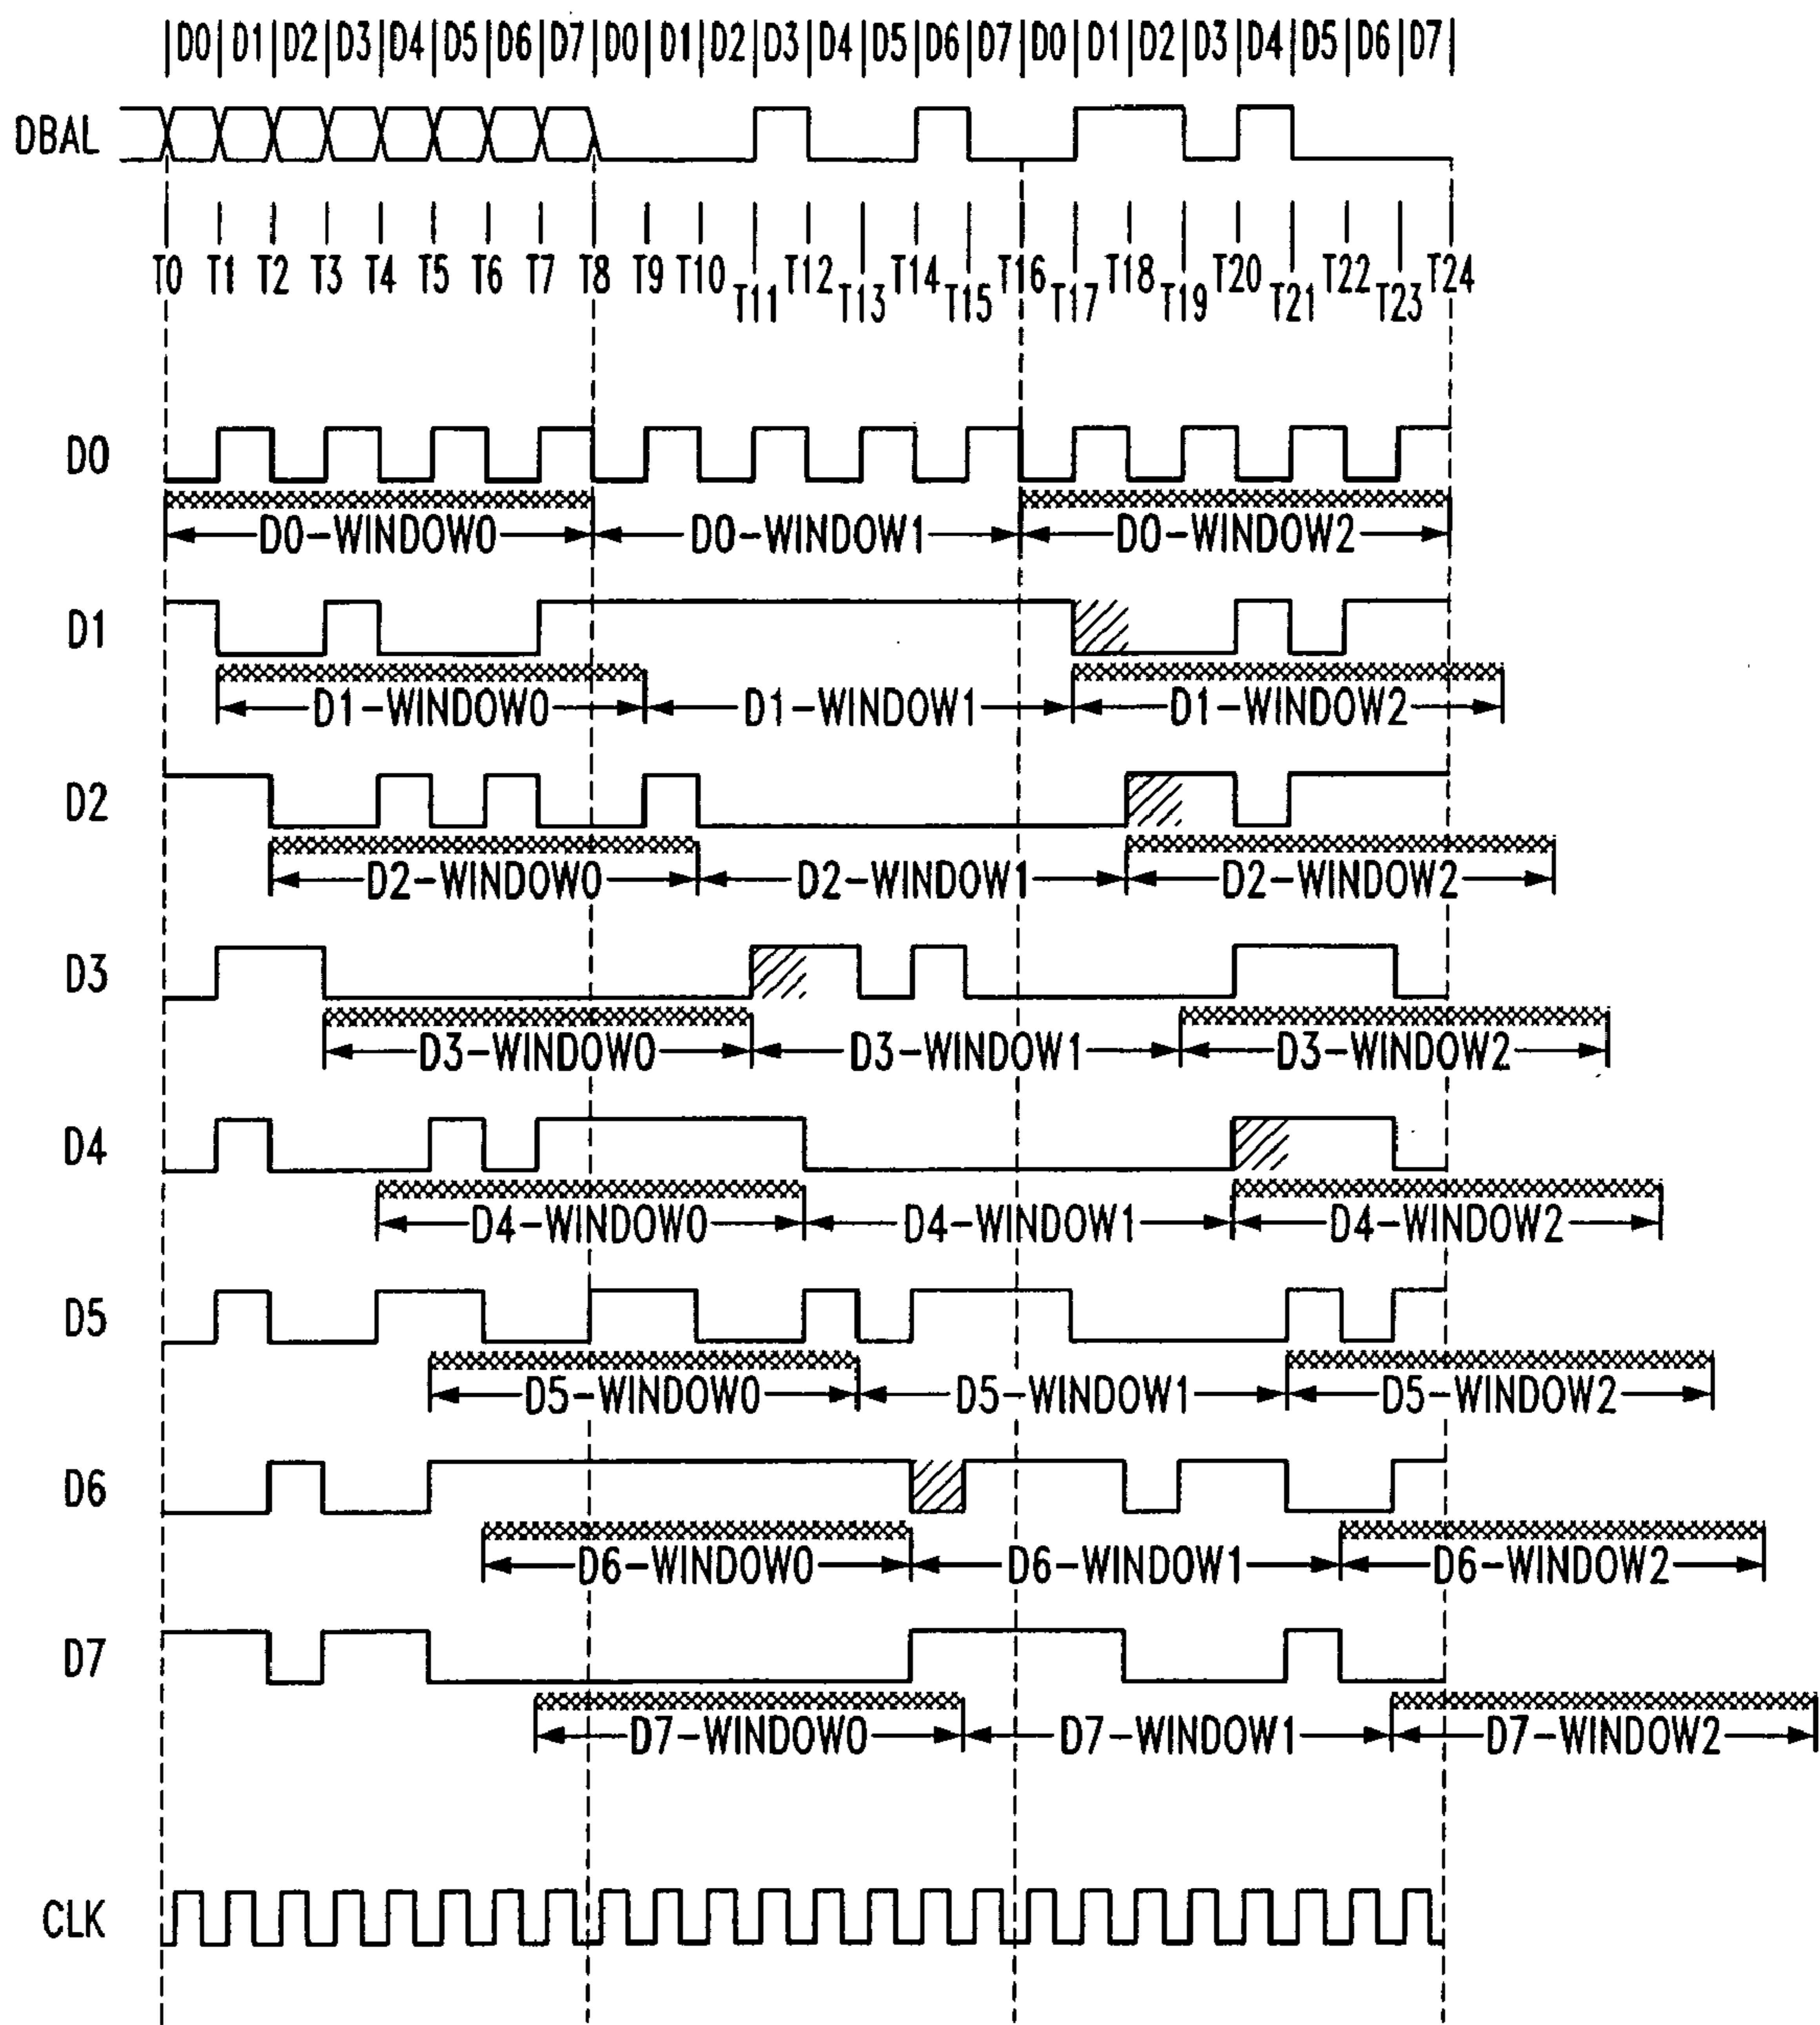 D0 D1 D2 D3 D4 D5 D6 D7 D0 D1 D2 D3 D4 D5 D6 D7 D0 D1 D2 D3 D4 D5 D6 D7
DBAL
T0 T1 T2 T3 T4 T5 T6 T7 T8 T9 T10 T11 T12 T13 T14 T15 T16 T17 T18 T19 T20 T21 T22 T23 T24
D0
D0-WINDOW0 D0-WINDOW1 D0-WINDOW2
D1
D1-WINDOW0 D1-WINDOW1 D1-WINDOW2
D2
D2-WINDOW0 D2-WINDOW1 D2-WINDOW2
D3
D3-WINDOW0 D3-WINDOW1 D3-WINDOW2
D4
D4-WINDOW0 D4-WINDOW1 D4-WINDOW2
D5
D5-WINDOW0 D5-WINDOW1 D5-WINDOW2
D6
D6-WINDOW0 D6-WINDOW1 D6-WINDOW2
D7
D7-WINDOW0 D7-WINDOW1 D7-WINDOW2
CLK